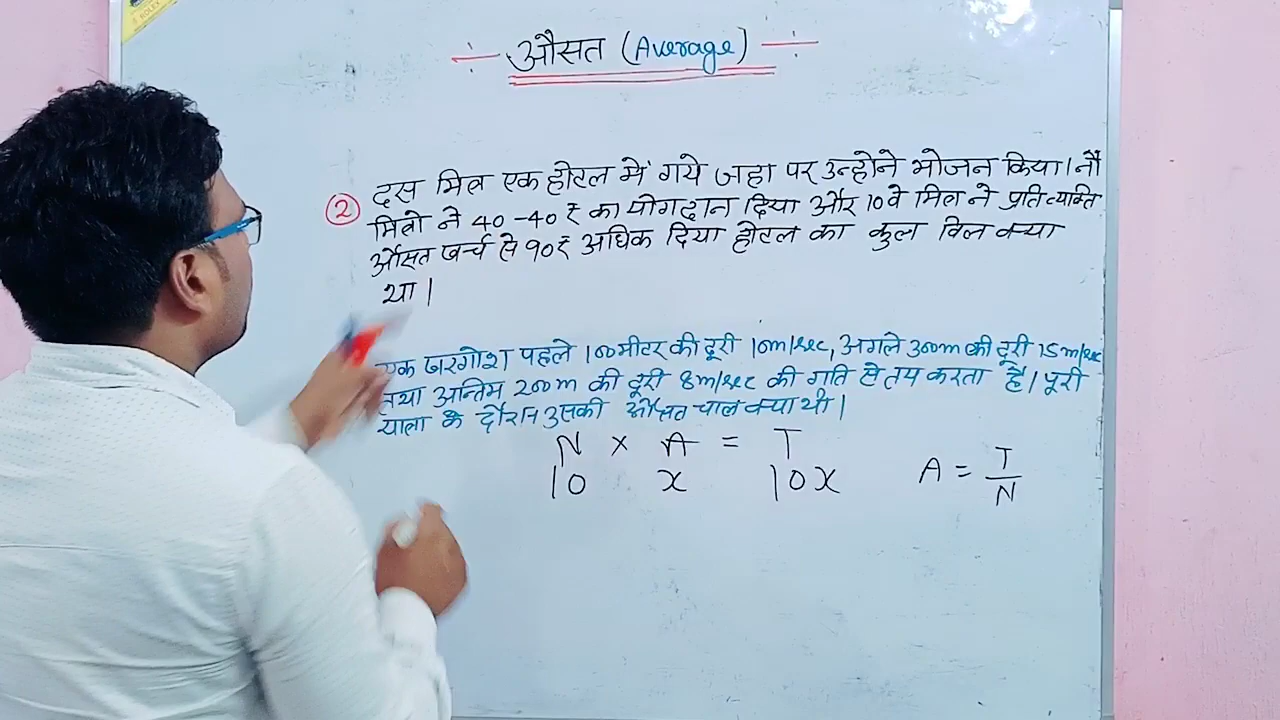 ROLEX
औसत (Average)
दस मित्र एक होटल में गये जहा पर उन्होने भोजन किया। नौ
② मित्रो ने 40-40₹ का योगदान दिया और 10वे मित्र ने प्रतिव्यक्ति
औसत खर्च से 90₹ अधिक दिया होटल का कुल विल क्या
था।
एक खरगोश पहले 100मीटर की दूरी 10m/sec, अगले 300m की दूरी 15m/sec
तथा अन्तिम 200m की दूरी 8m/sec की गति से तय करता है। पूरी
यात्रा के दौरान उसकी औसत चाल क्या थी।
N × A = T
10 x 10x A = T/N